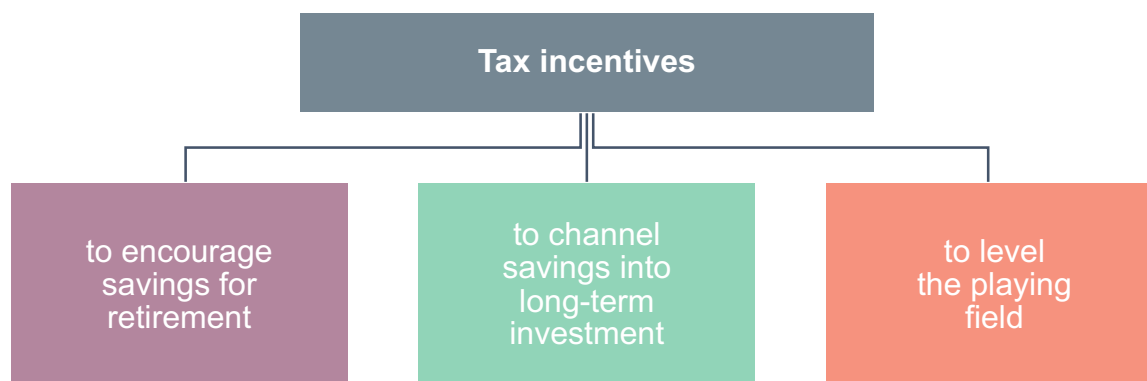 Tax incentives
to encourage
savings for
retirement
to channel
savings into
long-term
investment
to level
the playing
field